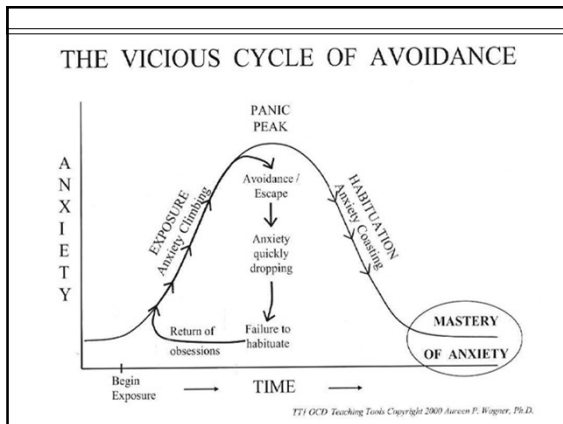 THE VICIOUS CYCLE OF AVOIDANCE
PANIC
PEAK
ANXIETY
EXPOSURE
Anxiety Climbing
Avoidance /
Escape
Anxiety
quickly
dropping
Failure to
habituate
Return of
obsessions
HABITUATION
Anxiety Coasting
MASTERY
OF ANXIETY
Begin
Exposure
TIME
TT1 OCD Teaching Tools Copyright 2000 Aureen P. Wagner, Ph.D.